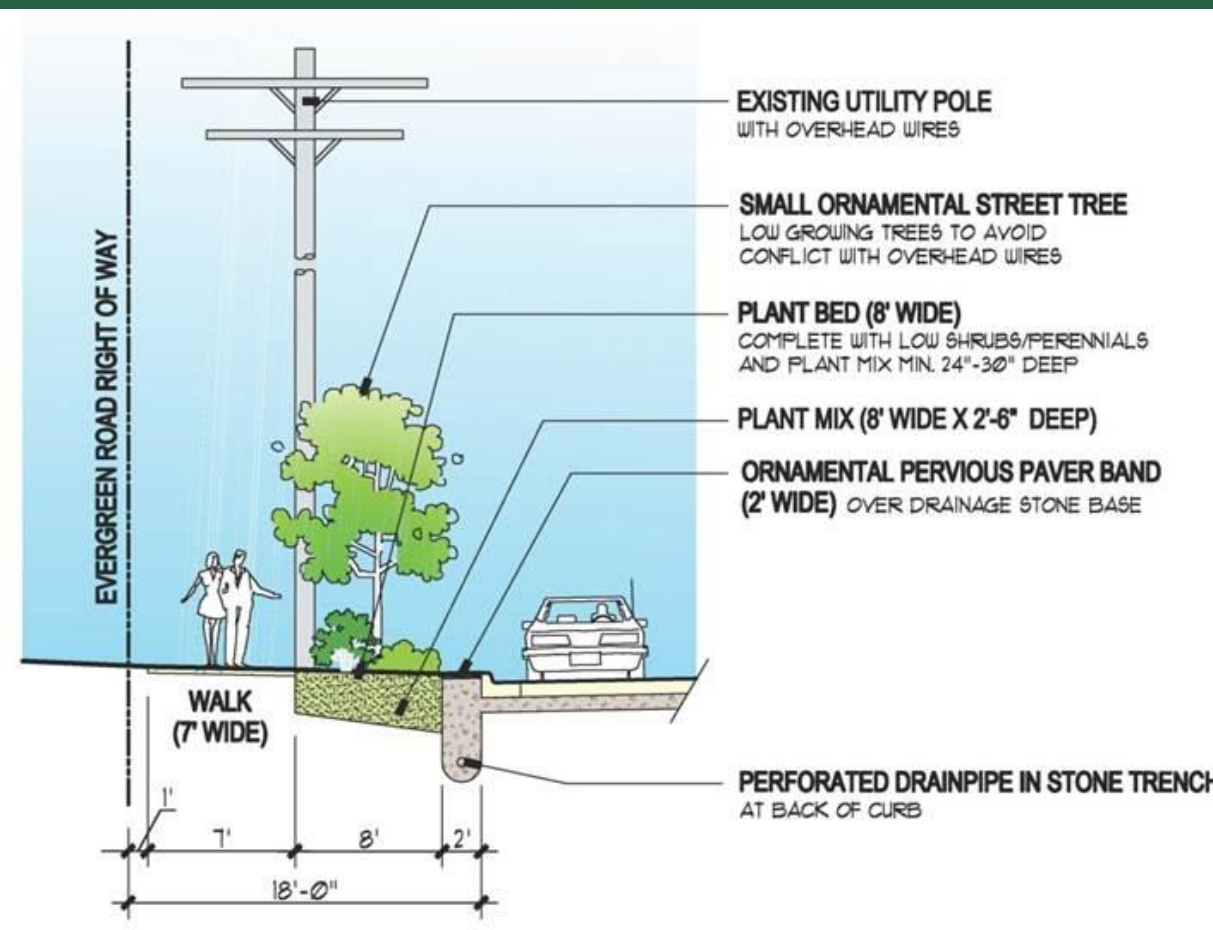 EXISTING UTILITY POLE
WITH OVERHEAD WIRES
SMALL ORNAMENTAL STREET TREE
LOW GROWING TREES TO AVOID
CONFLICT WITH OVERHEAD WIRES
PLANT BED (8' WIDE)
COMPLETE WITH LOW SHRUBS/PERENNIALS
AND PLANT MIX MIN. 24"-30" DEEP
PLANT MIX (8' WIDE X 2'-6" DEEP)
ORNAMENTAL PERVIOUS PAVER BAND
(2' WIDE) OVER DRAINAGE STONE BASE
EVERGREEN ROAD RIGHT OF WAY
WALK
(7' WIDE)
PERFORATED DRAINPIPE IN STONE TRENCH
AT BACK OF CURB
1'
7'
8'
2'
18'-0"